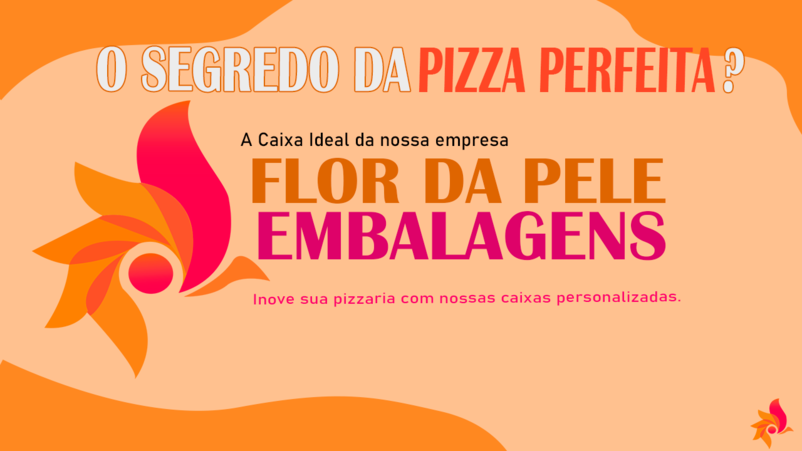 O SEGREDO DA PIZZA PERFEITA?
A Caixa Ideal da nossa empresa
FLOR DA PELE
EMBALAGENS
Inove sua pizzaria com nossas caixas personalizadas.